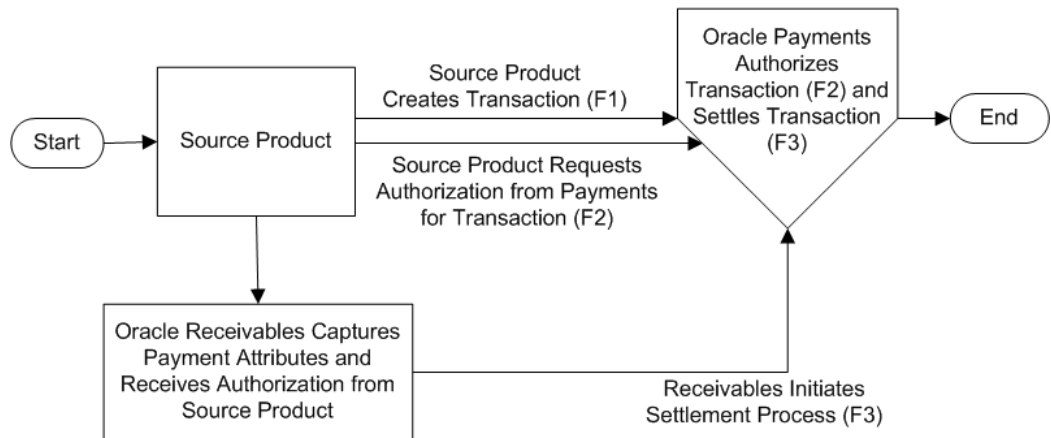 Start
Source Product
Source Product
Creates Transaction (F1)
Source Product Requests
Authorization from Payments
for Transaction (F2)
Oracle Payments
Authorizes
Transaction (F2) and
Settles Transaction
(F3)
End
Oracle Receivables Captures
Payment Attributes and
Receives Authorization from
Source Product
Receivables Initiates
Settlement Process (F3)